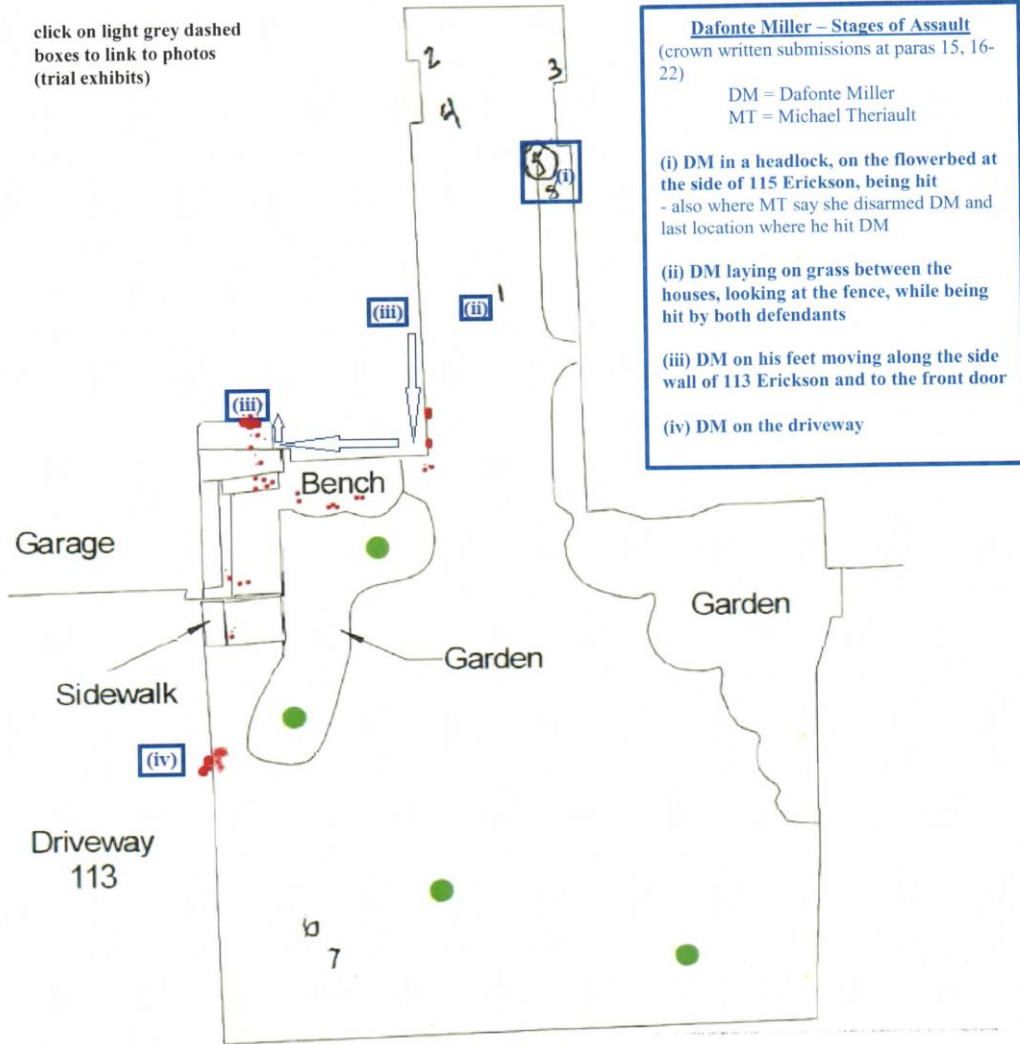 click on light grey dashed
boxes to link to photos
(trial exhibits)
Dafonte Miller – Stages of Assault
(crown written submissions at paras 15, 16-
22)
DM = Dafonte Miller
MT = Michael Theriault
(i) DM in a headlock, on the flowerbed at
the side of 115 Erickson, being hit
- also where MT say she disarmed DM and
last location where he hit DM
(ii) DM laying on grass between the
houses, looking at the fence, while being
hit by both defendants
(iii) DM on his feet moving along the side
wall of 113 Erickson and to the front door
(iv) DM on the driveway
2
3
(i)
8
1
(iii)
(ii)
(iii)
Bench
Garage
Garden
Garden
Sidewalk
(iv)
Driveway
113
7